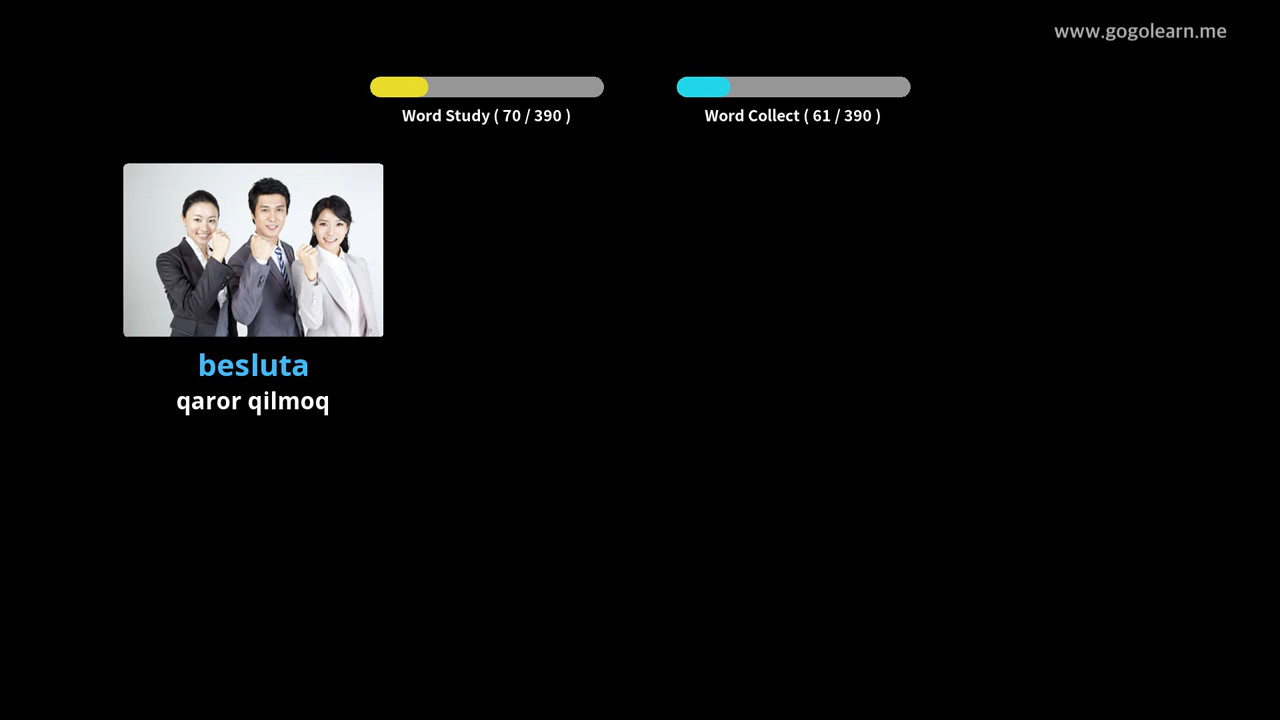 www.gogolearn.me
Word Study ( 70 / 390 )
Word Collect ( 61 / 390 )
besluta
qaror qilmoq